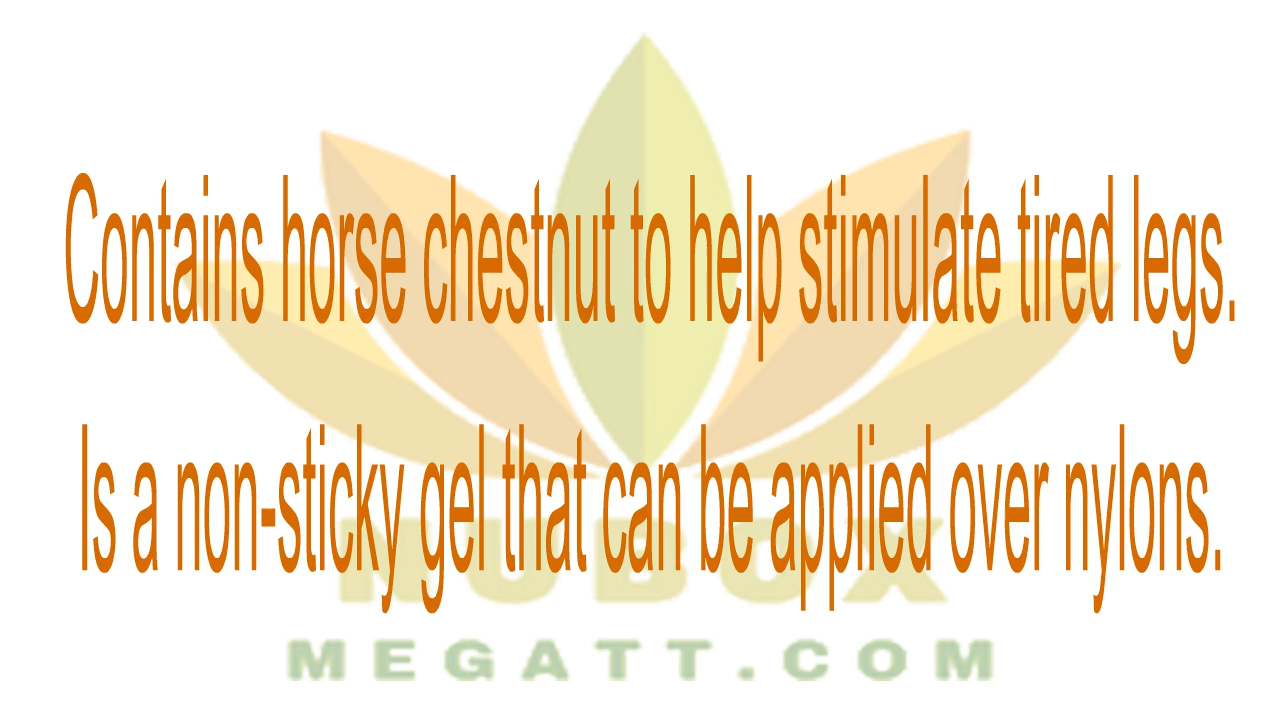 Contains horse chestnut to help stimulate tired legs.
Is a non-sticky gel that can be applied over nylons.
NUBOX
MEGATT.COM